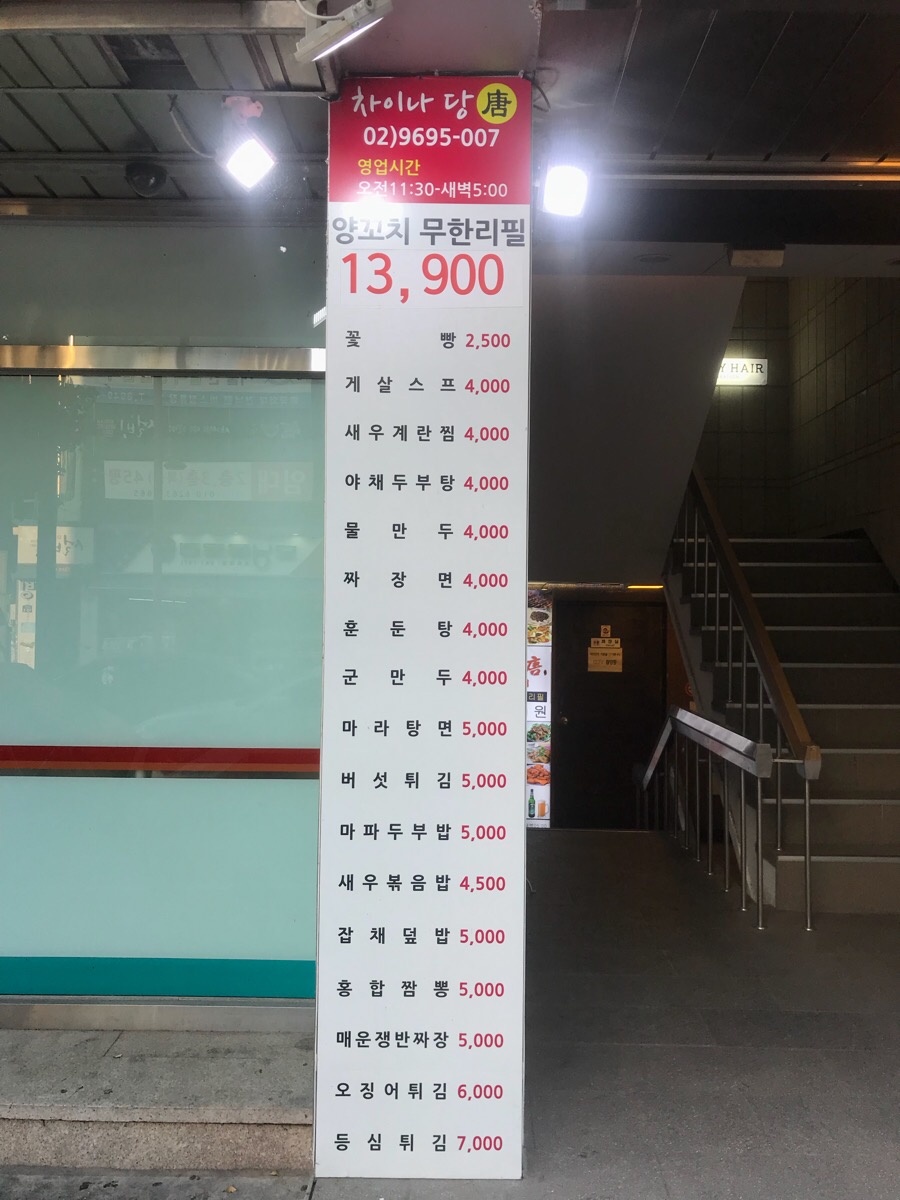 차이나 당 唐
02)9695-007
영업시간
오전11:30-새벽5:00
양꼬치 무한리필
13,900
꽃빵 2,500
게살스프 4,000
새우계란찜 4,000
야채두부탕 4,000
물만두 4,000
짜장면 4,000
훈둔탕 4,000
군만두 4,000
마라탕면 5,000
버섯튀김 5,000
마파두부밥 5,000
새우볶음밥 4,500
잡채덮밥 5,000
홍합짬뽕 5,000
매운쟁반짜장 5,000
오징어튀김 6,000
등심튀김 7,000
Y HAIR
리필
원